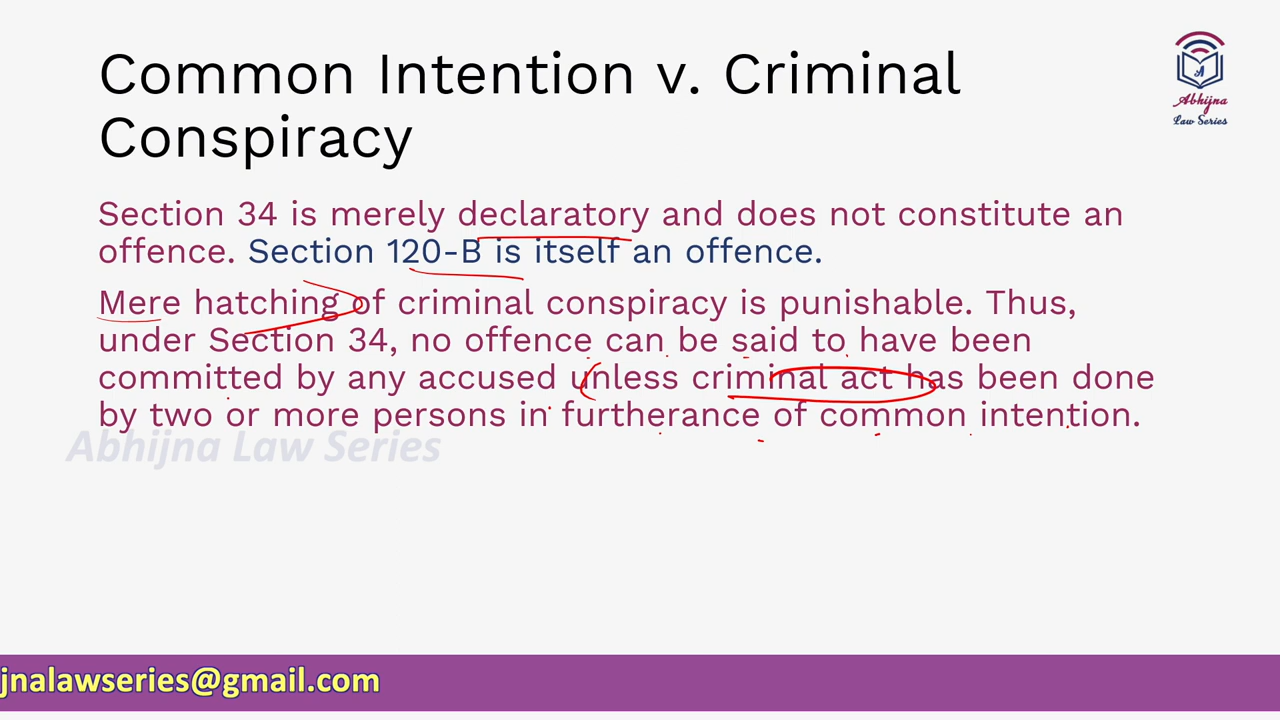 Common Intention v. Criminal
Conspiracy
Abhijna
Law Series
Section 34 is merely declaratory and does not constitute an
offence. Section 120-B is itself an offence.
Mere hatching of criminal conspiracy is punishable. Thus,
under Section 34, no offence can be said to have been
committed by any accused unless criminal act has been done
by two or more persons in furtherance of common intention.
Abhijna Law Series
jnalawseries@gmail.com